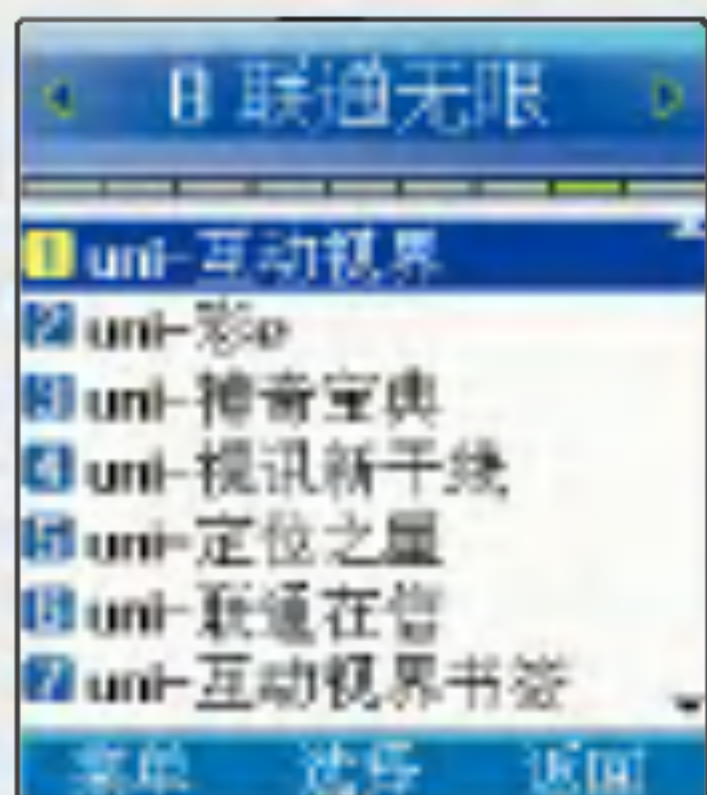 8 联通无限
1 uni-互动视界
2 uni-彩e
3 uni-神奇宝典
4 uni-视讯新干线
5 uni-定位之星
6 uni-联通在信
7 uni-互动视界书签
菜单 选择 返回